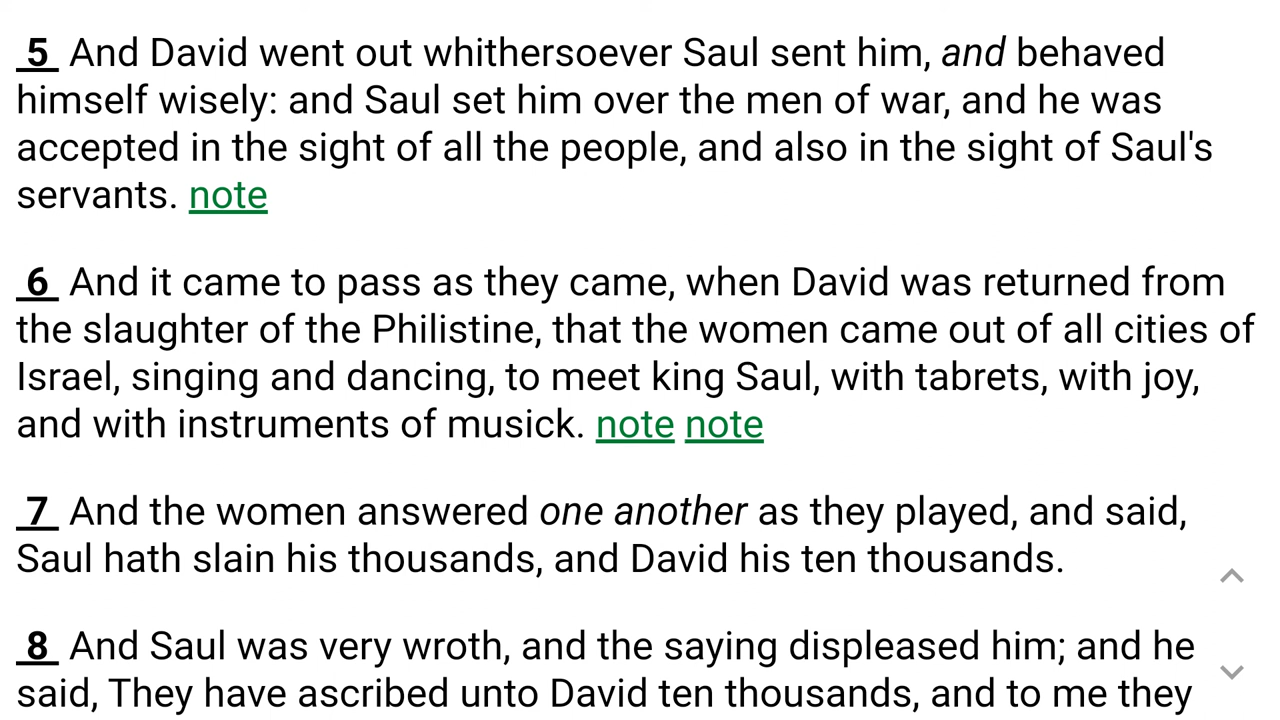 5 And David went out whithersoever Saul sent him, and behaved
himself wisely: and Saul set him over the men of war, and he was
accepted in the sight of all the people, and also in the sight of Saul's
servants. note
6 And it came to pass as they came, when David was returned from
the slaughter of the Philistine, that the women came out of all cities of
Israel, singing and dancing, to meet king Saul, with tabrets, with joy,
and with instruments of musick. note note
7 And the women answered one another as they played, and said,
Saul hath slain his thousands, and David his ten thousands.
8 And Saul was very wroth, and the saying displeased him; and he
said, They have ascribed unto David ten thousands, and to me they